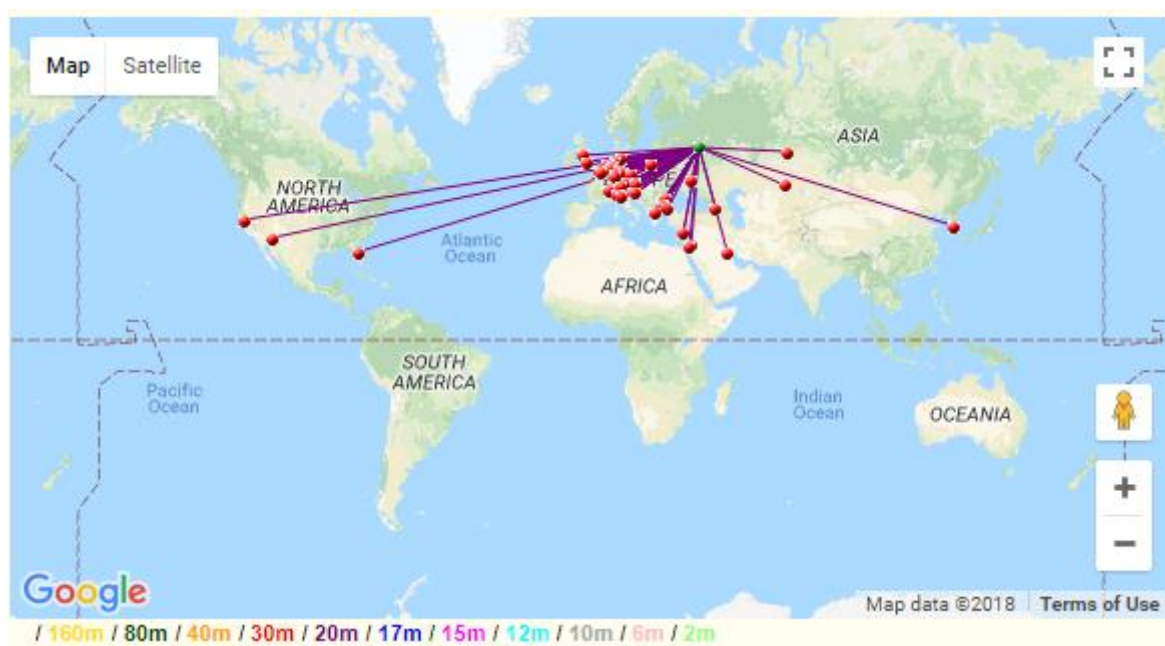 Map Satellite
ASIA
NORTH
AMERICA
Atlantic
Ocean
AFRICA
SOUTH
AMERICA
Pacific
Ocean
Indian
Ocean
OCEANIA
+
−
Google
Map data ©2018 Terms of Use
/ 160m / 80m / 40m / 30m / 20m / 17m / 15m / 12m / 10m / 6m / 2m